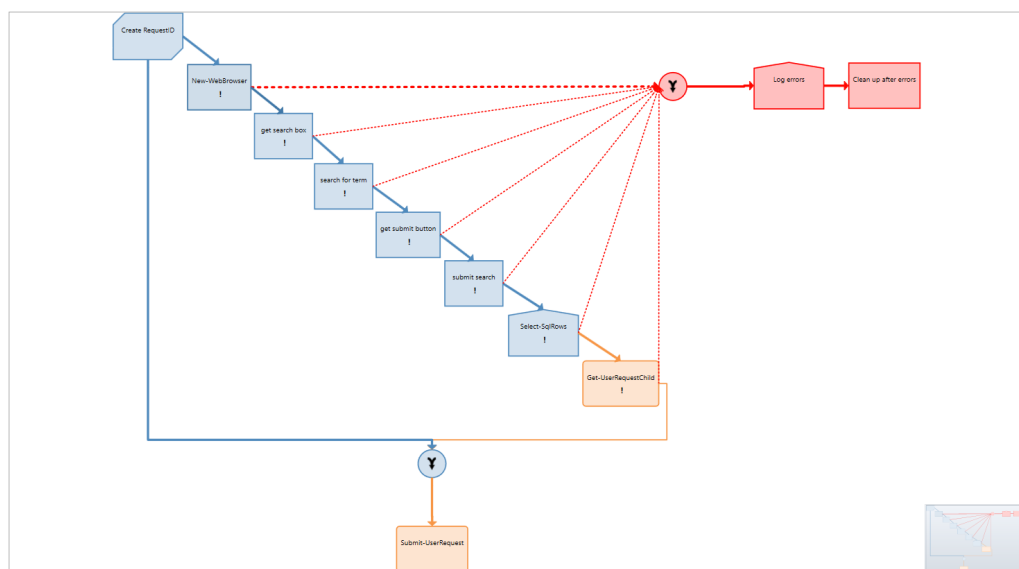 Create RequestID
New-WebBrowser
!
Log errors
Clean up after errors
get search box
!
search for term
!
get submit button
!
submit search
!
Select-SqlRows
!
Get-UserRequestChild
!
Submit-UserRequest